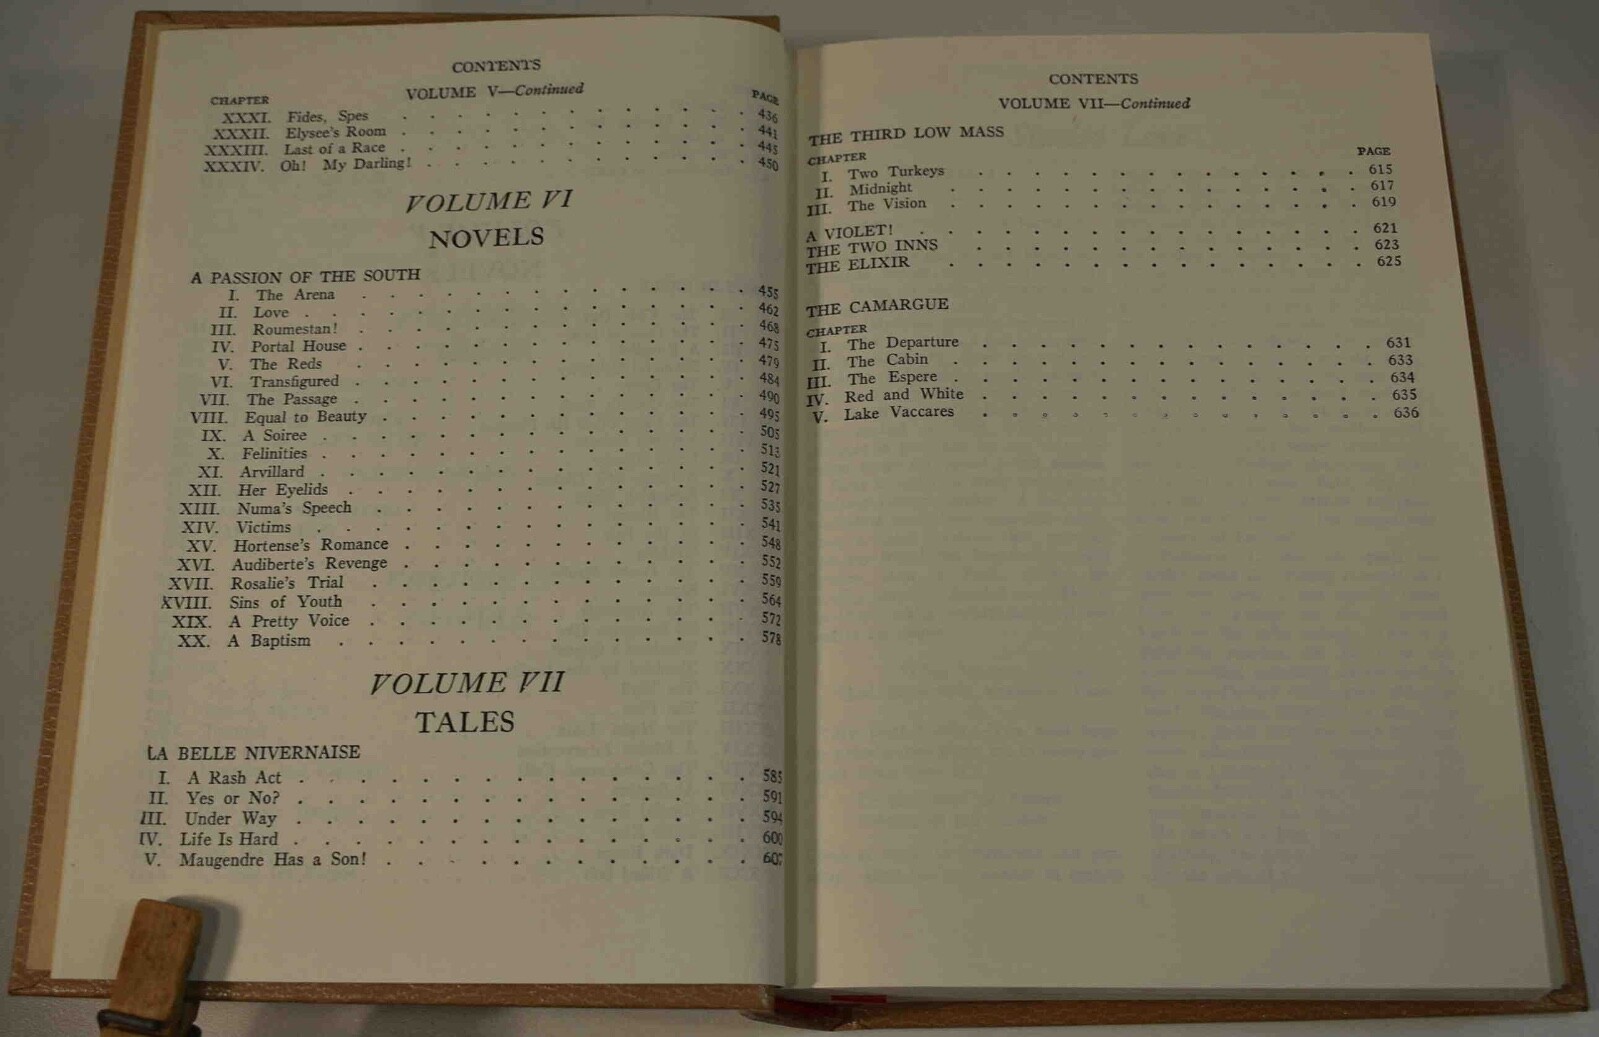 CONTENTS
VOLUME V—Continued
CHAPTER PAGE
XXXI. Fides, Spes . . . . . . . . . . . . 436
XXXII. Elysee's Room . . . . . . . . . . . . 441
XXXIII. Last of a Race . . . . . . . . . . . . 445
XXXIV. Oh! My Darling! . . . . . . . . . . . 450
VOLUME VI
NOVELS
A PASSION OF THE SOUTH
I. The Arena . . . . . . . . . . . . . . 455
II. Love . . . . . . . . . . . . . . . . 462
III. Roumestan! . . . . . . . . . . . . . . 468
IV. Portal House . . . . . . . . . . . . . . 475
V. The Reds . . . . . . . . . . . . . . 479
VI. Transfigured . . . . . . . . . . . . . . 484
VII. The Passage . . . . . . . . . . . . . . 490
VIII. Equal to Beauty . . . . . . . . . . . . . 495
IX. A Soiree . . . . . . . . . . . . . . . 505
X. Felinities . . . . . . . . . . . . . . . 513
XI. Arvillard . . . . . . . . . . . . . . . 521
XII. Her Eyelids . . . . . . . . . . . . . . 527
XIII. Numa's Speech . . . . . . . . . . . . . 535
XIV. Victims . . . . . . . . . . . . . . . 541
XV. Hortense's Romance . . . . . . . . . . . . 548
XVI. Audiberte's Revenge . . . . . . . . . . . . 552
XVII. Rosalie's Trial . . . . . . . . . . . . . 559
XVIII. Sins of Youth . . . . . . . . . . . . . 564
XIX. A Pretty Voice . . . . . . . . . . . . . 572
XX. A Baptism . . . . . . . . . . . . . . 578
VOLUME VII
TALES
LA BELLE NIVERNAISE
I. A Rash Act . . . . . . . . . . . . . . 585
II. Yes or No? . . . . . . . . . . . . . . . 591
III. Under Way . . . . . . . . . . . . . . . 594
IV. Life Is Hard . . . . . . . . . . . . . . . 600
V. Maugendre Has a Son! . . . . . . . . . . . . 60
CONTENTS
VOLUME VII—Continued
THE THIRD LOW MASS
CHAPTER PAGE
I. Two Turkeys . . . . . . . . . . . . . . 615
II. Midnight . . . . . . . . . . . . . . . 617
III. The Vision . . . . . . . . . . . . . . . 619
A VIOLET! . . . . . . . . . . . . . . . . 621
THE TWO INNS . . . . . . . . . . . . . . 623
THE ELIXIR . . . . . . . . . . . . . . . 625
THE CAMARGUE
CHAPTER
I. The Departure . . . . . . . . . . . . . . 631
II. The Cabin . . . . . . . . . . . . . . . 633
III. The Espere . . . . . . . . . . . . . . . 634
IV. Red and White . . . . . . . . . . . . . . 635
V. Lake Vaccares . . . . . . . . . . . . . . 636